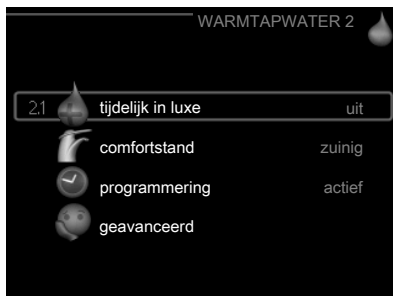 WARMTAPWATER 2
2.1 tijdelijk in luxe uit
comfortstand zuinig
programmering actief
geavanceerd